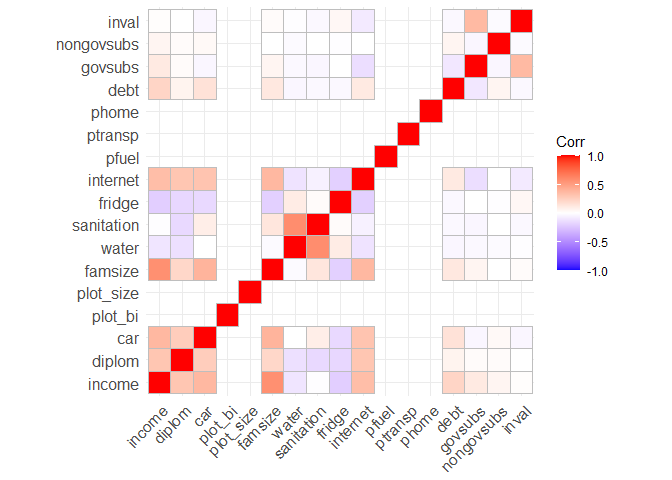 inval
nongovsubs
govsubs
debt
phome
ptransp
pfuel
internet
fridge
sanitation
water
famsize
plot_size
plot_bi
car
diplom
income
income
diplom
car
plot_bi
plot_size
famsize
water
sanitation
fridge
internet
pfuel
ptransp
phome
debt
govsubs
nongovsubs
inval
Corr
1.0
0.5
0.0
-0.5
-1.0